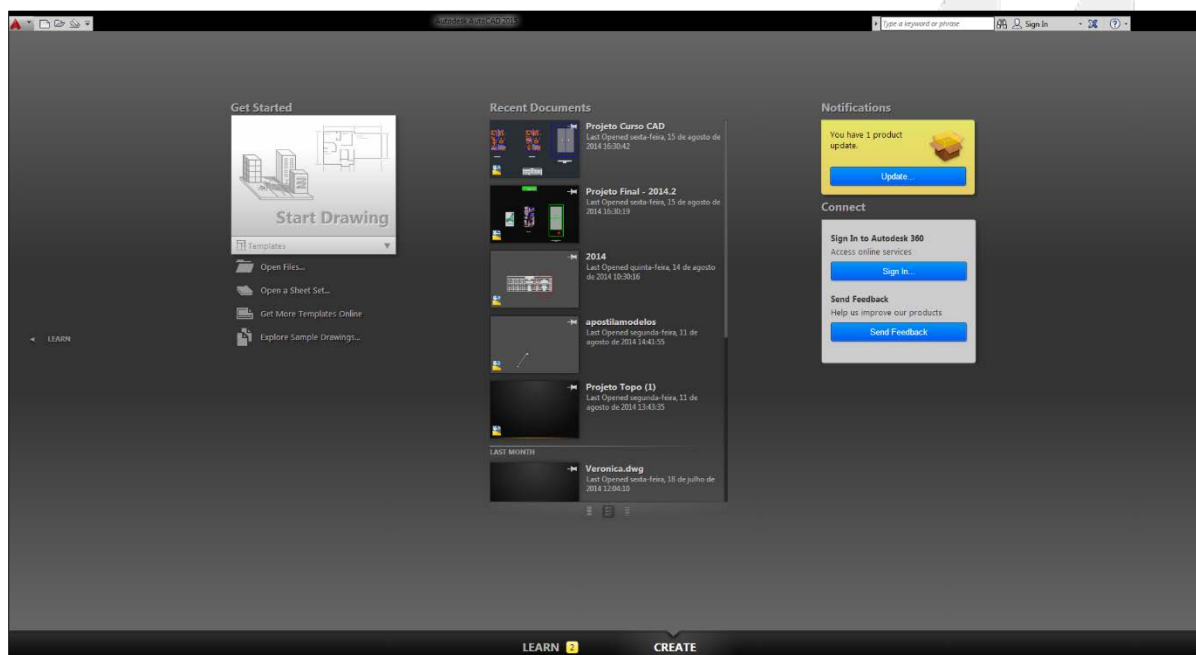 Autodesk AutoCAD 2015
Type a keyword or phrase
Sign In
Get Started
Start Drawing
Templates
Open Files...
Open a Sheet Set...
Get More Templates Online
Explore Sample Drawings...
LEARN
Recent Documents
Projeto Curso CAD
Last Opened sexta-feira, 15 de agosto de
2014 16:30:42
Projeto Final - 2014.2
Last Opened sexta-feira, 15 de agosto de
2014 16:30:19
2014
Last Opened quinta-feira, 14 de agosto
de 2014 10:30:16
apostilamodelos
Last Opened segunda-feira, 11 de
agosto de 2014 14:41:55
Projeto Topo (1)
Last Opened segunda-feira, 11 de
agosto de 2014 13:43:35
LAST MONTH
Veronica.dwg
Last Opened sexta-feira, 18 de julho de
2014 12:04:10
Notifications
You have 1 product
update.
Update...
Connect
Sign In to Autodesk 360
Access online services
Sign In...
Send Feedback
Help us improve our products
Send Feedback
LEARN 2
CREATE